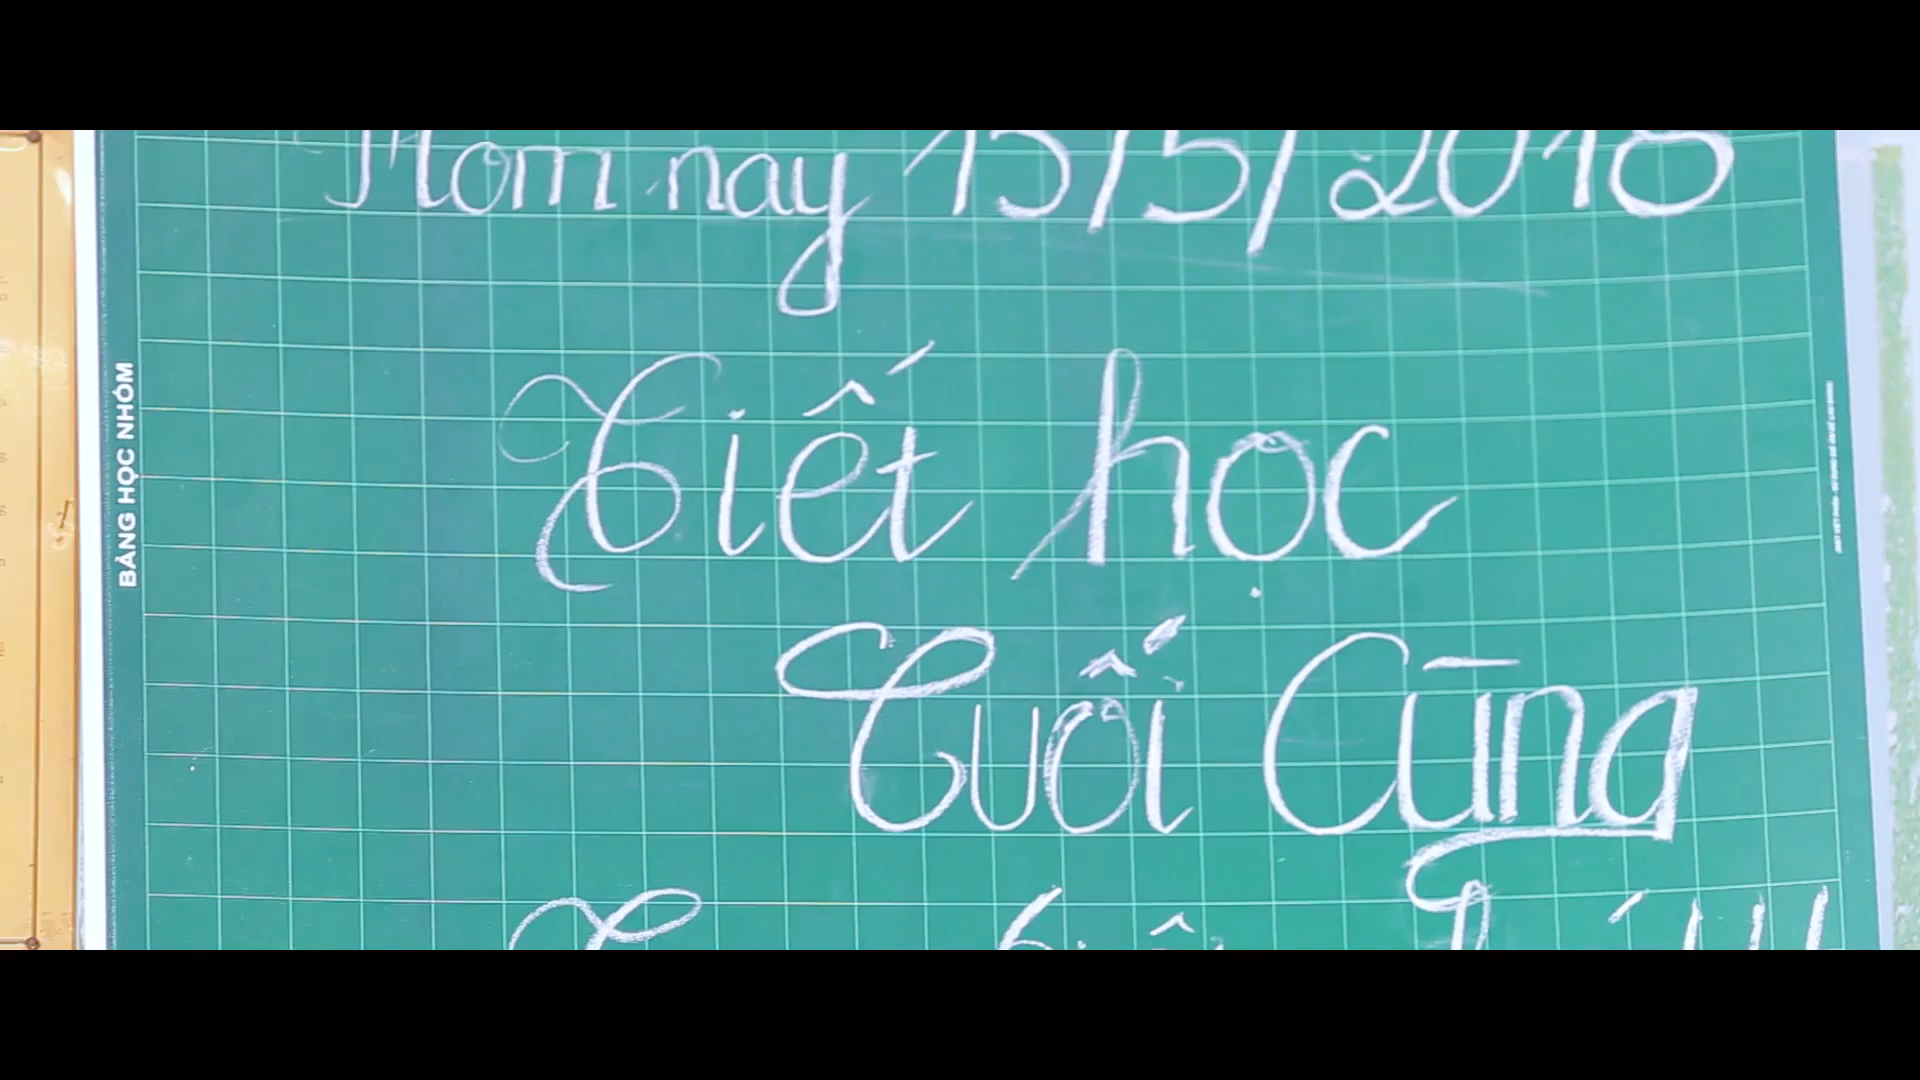 Hôm nay 15/5/2018
Tiết học
Cuối Cùng
BẢNG HỌC NHÓM